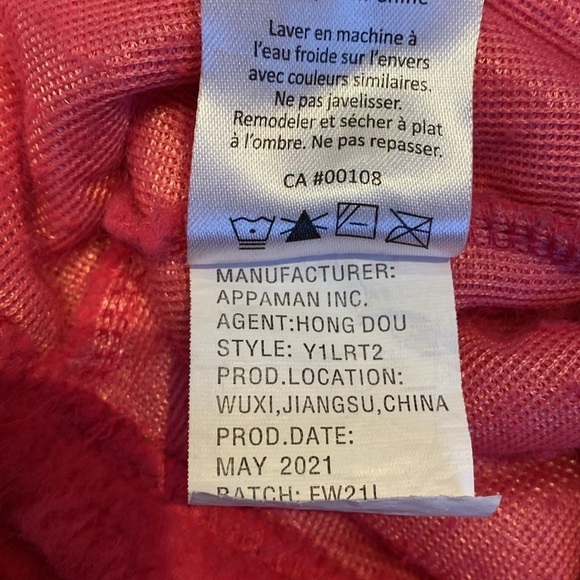 Laver en machine à
l'eau froide sur l'envers
avec couleurs similaires.
Ne pas javelisser.
Remodeler et sécher à plat
à l'ombre. Ne pas repasser.
CA #00108
MANUFACTURER:
APPAMAN INC.
AGENT:HONG DOU
STYLE: Y1LRT2
PROD.LOCATION:
WUXI,JIANGSU,CHINA
PROD.DATE:
MAY 2021
BATCH: